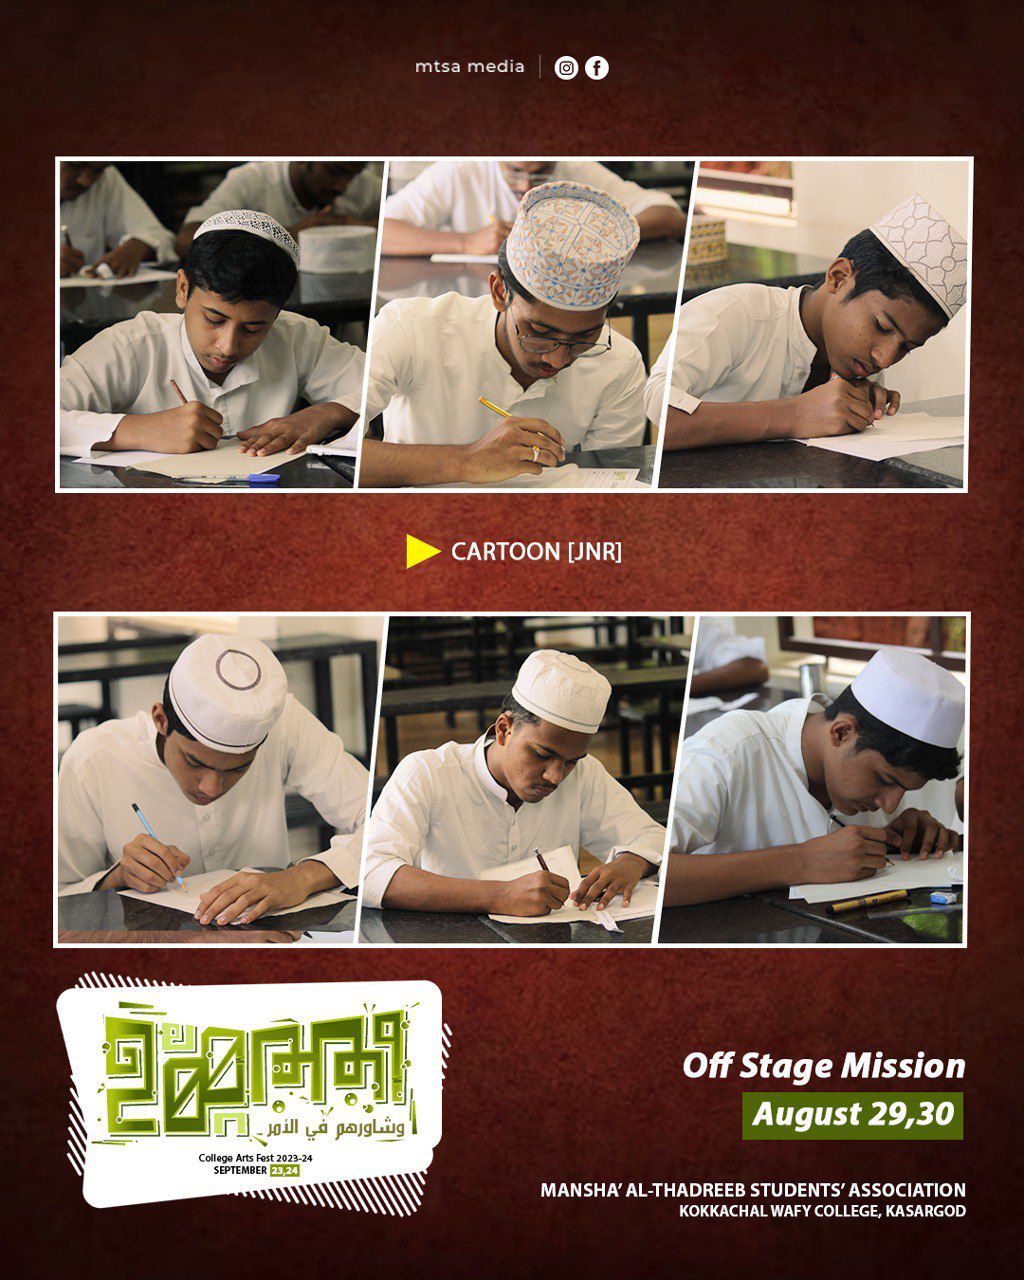 mtsa media
CARTOON [JNR]
وشاورهم في الأمر
College Arts Fest 2023-24
SEPTEMBER 23,24
Off Stage Mission
August 29,30
MANSHA' AL-THADREEB STUDENTS' ASSOCIATION
KOKKACHAL WAFY COLLEGE, KASARGOD